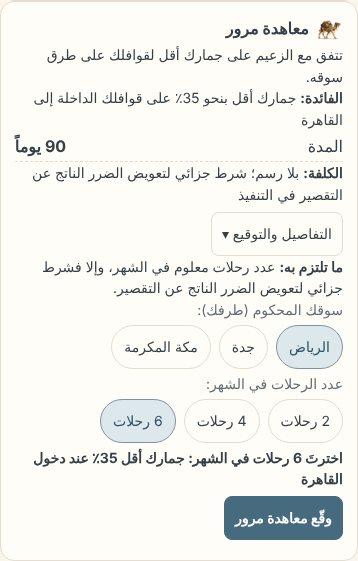 🐪 معاهدة مرور
تتفق مع الزعيم على جمارك أقل لقوافلك على طرق
سوقه.
الفائدة: جمارك أقل بنحو 35٪ على قوافلك الداخلة إلى
القاهرة
المدة 90 يوماً
الكلفة: بلا رسم؛ شرط جزائي لتعويض الضرر الناتج عن
التقصير في التنفيذ
التفاصيل والتوقيع ▾
ما تلتزم به: عدد رحلات معلوم في الشهر، وإلا فشرط
جزائي لتعويض الضرر الناتج عن التقصير.
سوقك المحكوم (طرفك):
الرياض جدة مكة المكرمة
عدد الرحلات في الشهر:
2 رحلات 4 رحلات 6 رحلات
اخترتَ 6 رحلات في الشهر: جمارك أقل 35٪ عند دخول
القاهرة
وقّع معاهدة مرور